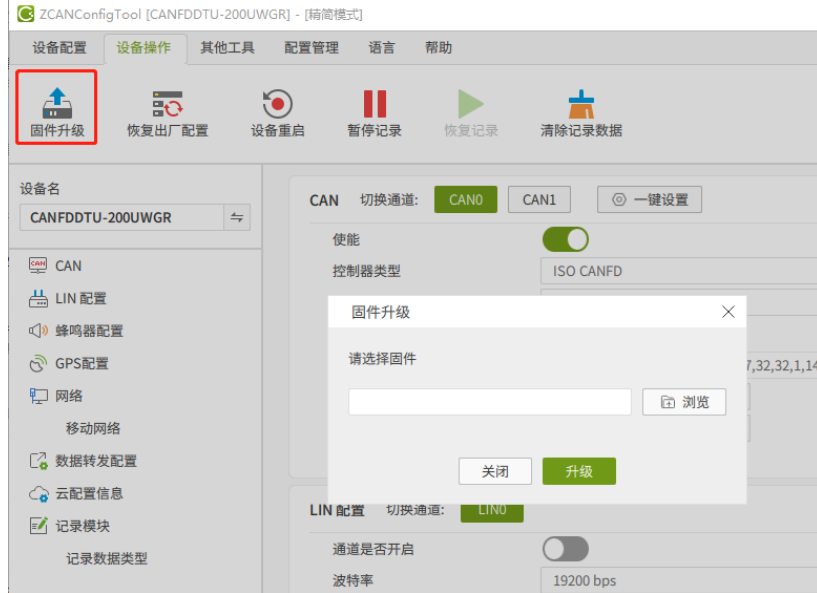 ZCANConfigTool [CANFDDTU-200UWGR] - [精简模式]
设备配置 设备操作 其他工具 配置管理 语言 帮助
固件升级 恢复出厂配置 设备重启 暂停记录 恢复记录 清除记录数据
设备名
CANFDDTU-200UWGR
CAN
LIN 配置
蜂鸣器配置
GPS配置
网络
移动网络
数据转发配置
云配置信息
记录模块
记录数据类型
CAN 切换通道: CAN0 CAN1 一键设置
使能
控制器类型 ISO CANFD
固件升级
请选择固件
浏览
关闭 升级
7,32,32,1,14
LIN 配置 切换通道: LIN0
通道是否开启
波特率 19200 bps